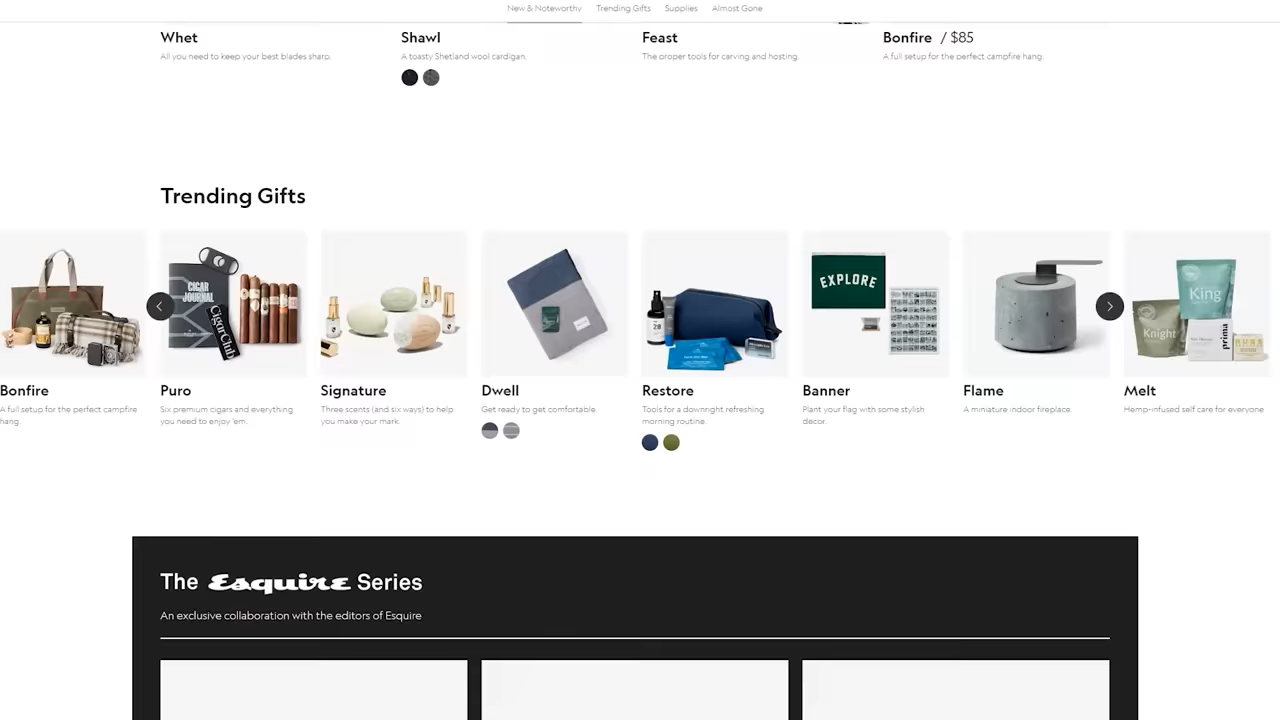 New & Noteworthy Trending Gifts Supplies Almost Gone
Whet
All you need to keep your best blades sharp.
Shawl
A toasty Shetland wool cardigan.
Feast
The proper tools for carving and hosting.
Bonfire / $85
A full setup for the perfect campfire hang.
Trending Gifts
CIGAR
JOURNAL
CigarClub
EXPLORE
King
Knight
prima
Bonfire
A full setup for the perfect campfire
hang.
Puro
Six premium cigars and everything
you need to enjoy 'em.
Signature
Three scents (and six ways) to help
you make your mark.
Dwell
Get ready to get comfortable.
Restore
Tools for a downright refreshing
morning routine.
Banner
Plant your flag with some stylish
decor.
Flame
A miniature indoor fireplace.
Melt
Hemp-infused self care for everyone
The Esquire Series
An exclusive collaboration with the editors of Esquire